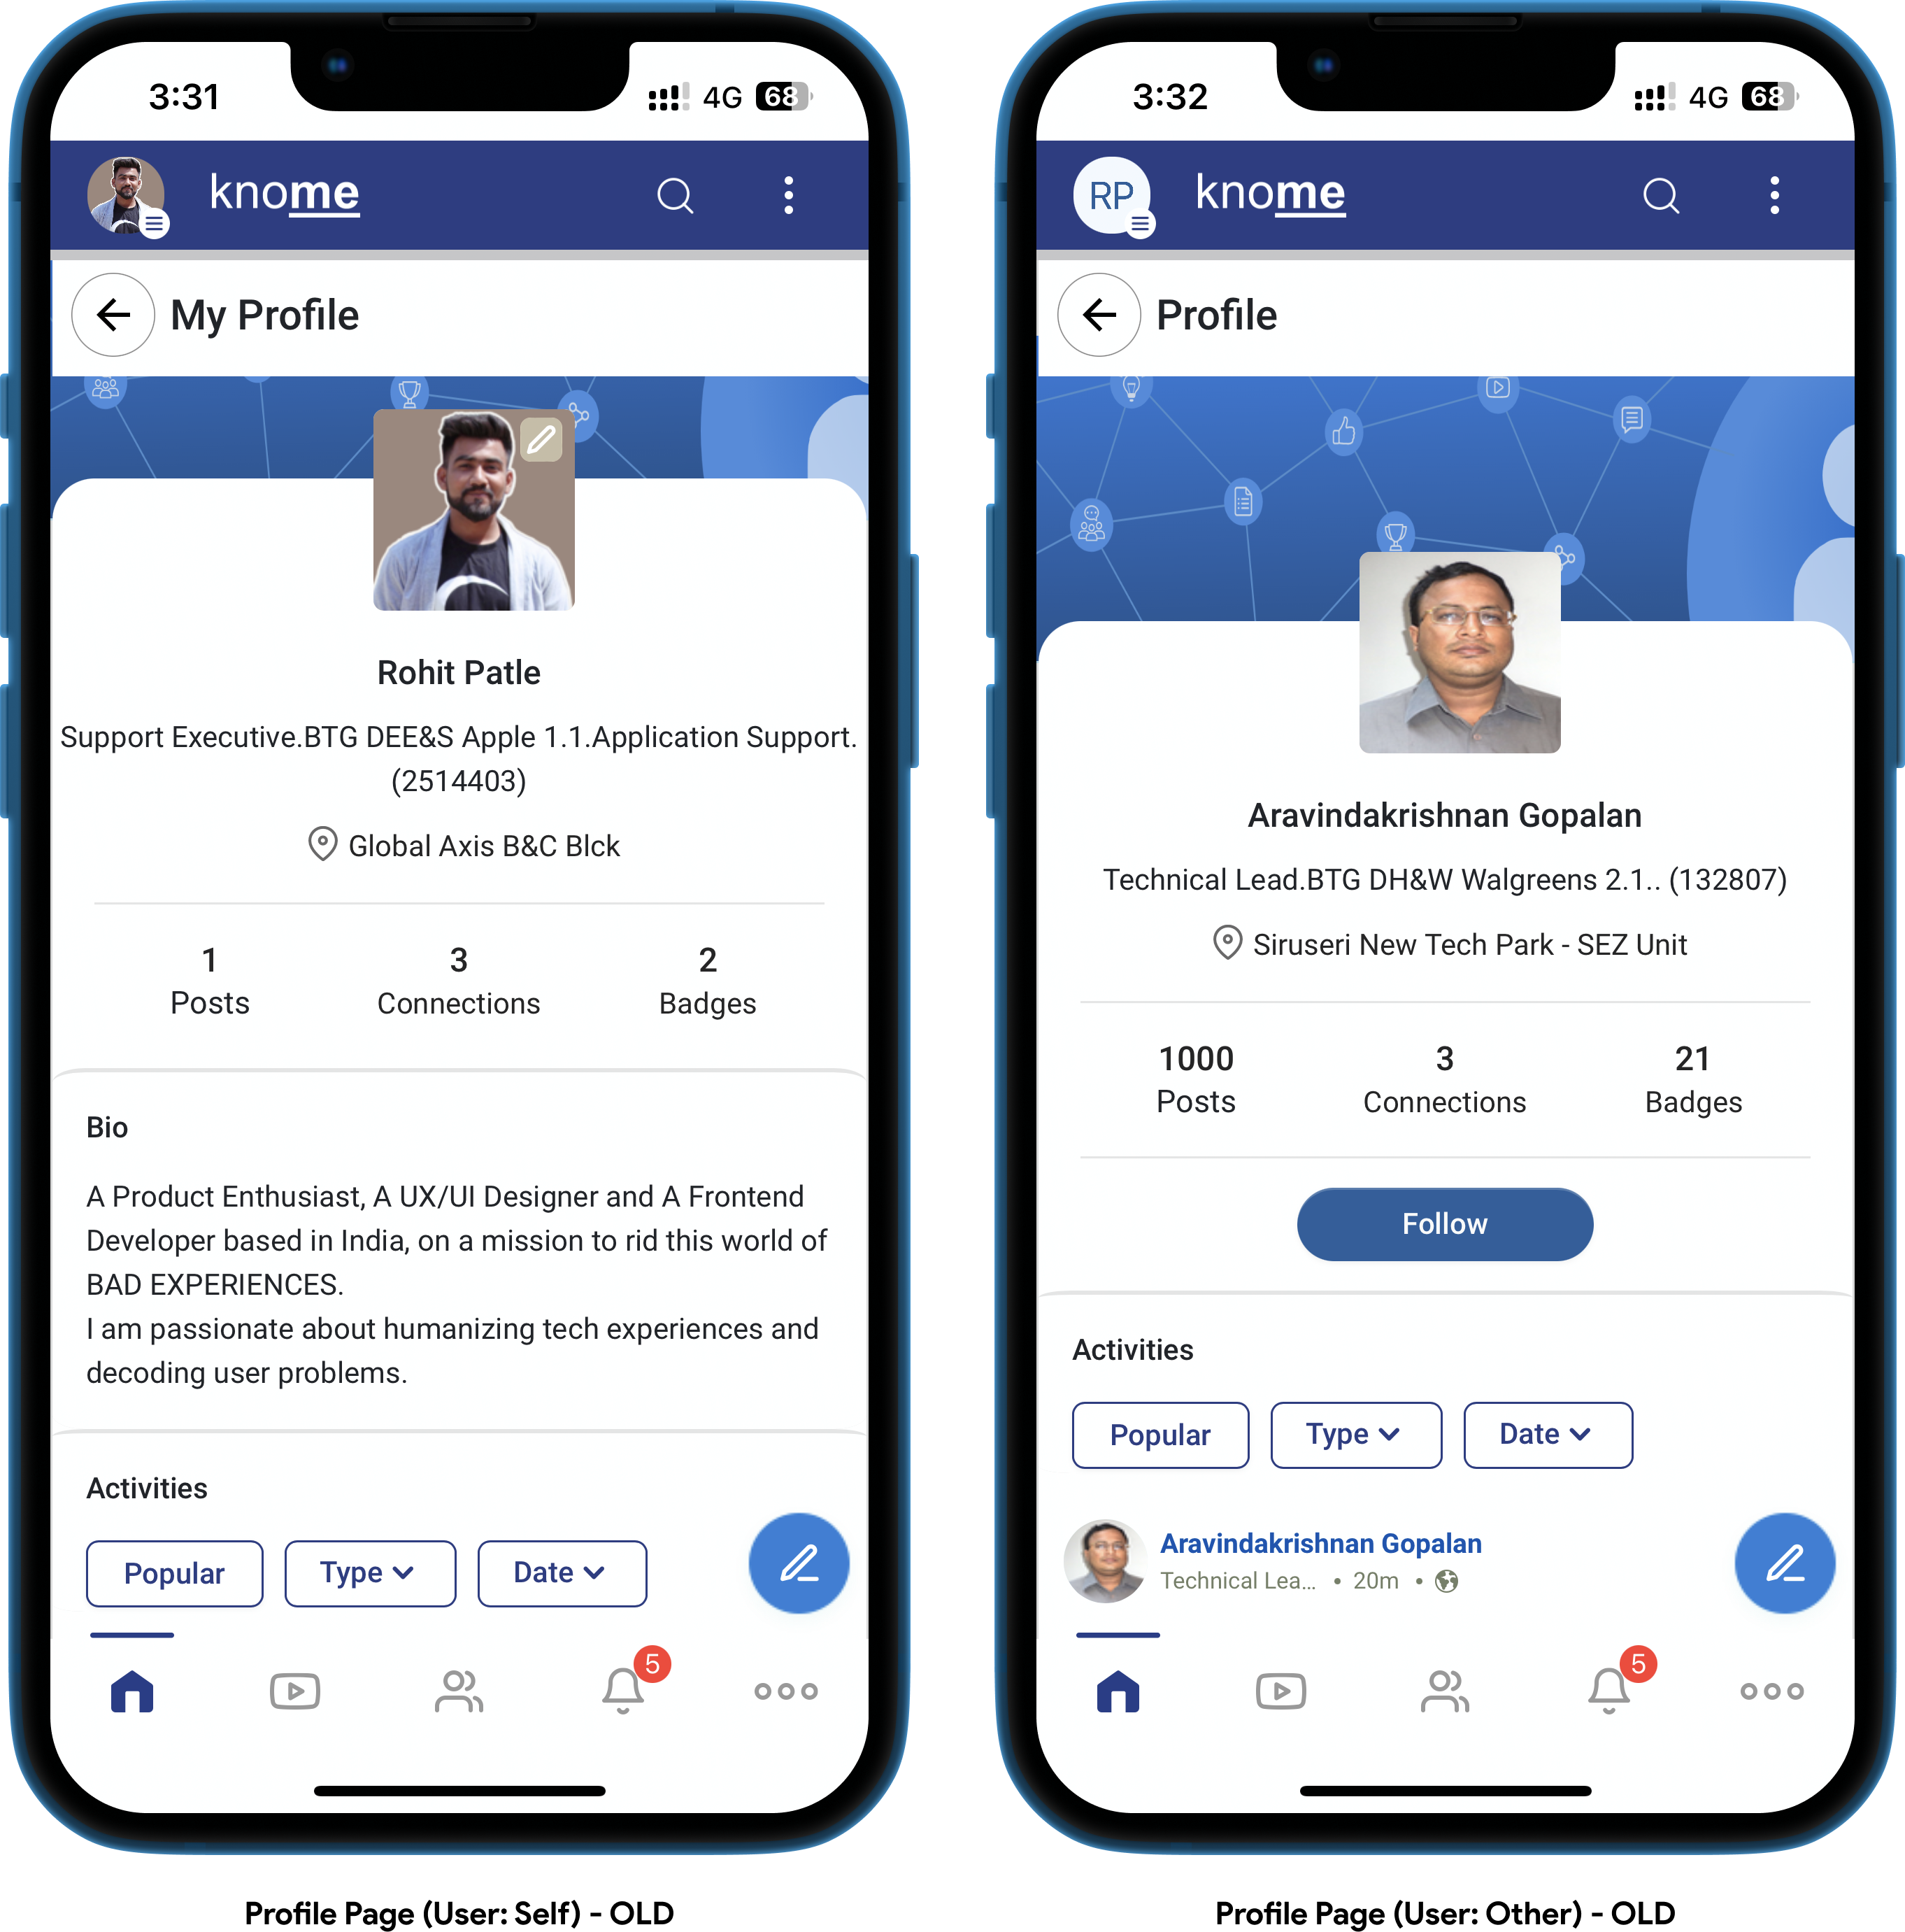 3:31
4G 68
knome
My Profile
Rohit Patle
Support Executive.BTG DEE&S Apple 1.1.Application Support.
(2514403)
Global Axis B&C Blck
1 3 2
Posts Connections Badges
Bio
A Product Enthusiast, A UX/UI Designer and A Frontend
Developer based in India, on a mission to rid this world of
BAD EXPERIENCES.
I am passionate about humanizing tech experiences and
decoding user problems.
Activities
Popular Type Date
5
Profile Page (User: Self) - OLD
3:32
4G 68
RP knome
Profile
Aravindakrishnan Gopalan
Technical Lead.BTG DH&W Walgreens 2.1.. (132807)
Siruseri New Tech Park - SEZ Unit
1000 3 21
Posts Connections Badges
Follow
Activities
Popular Type Date
Aravindakrishnan Gopalan
Technical Lea... • 20m •
5
Profile Page (User: Other) - OLD